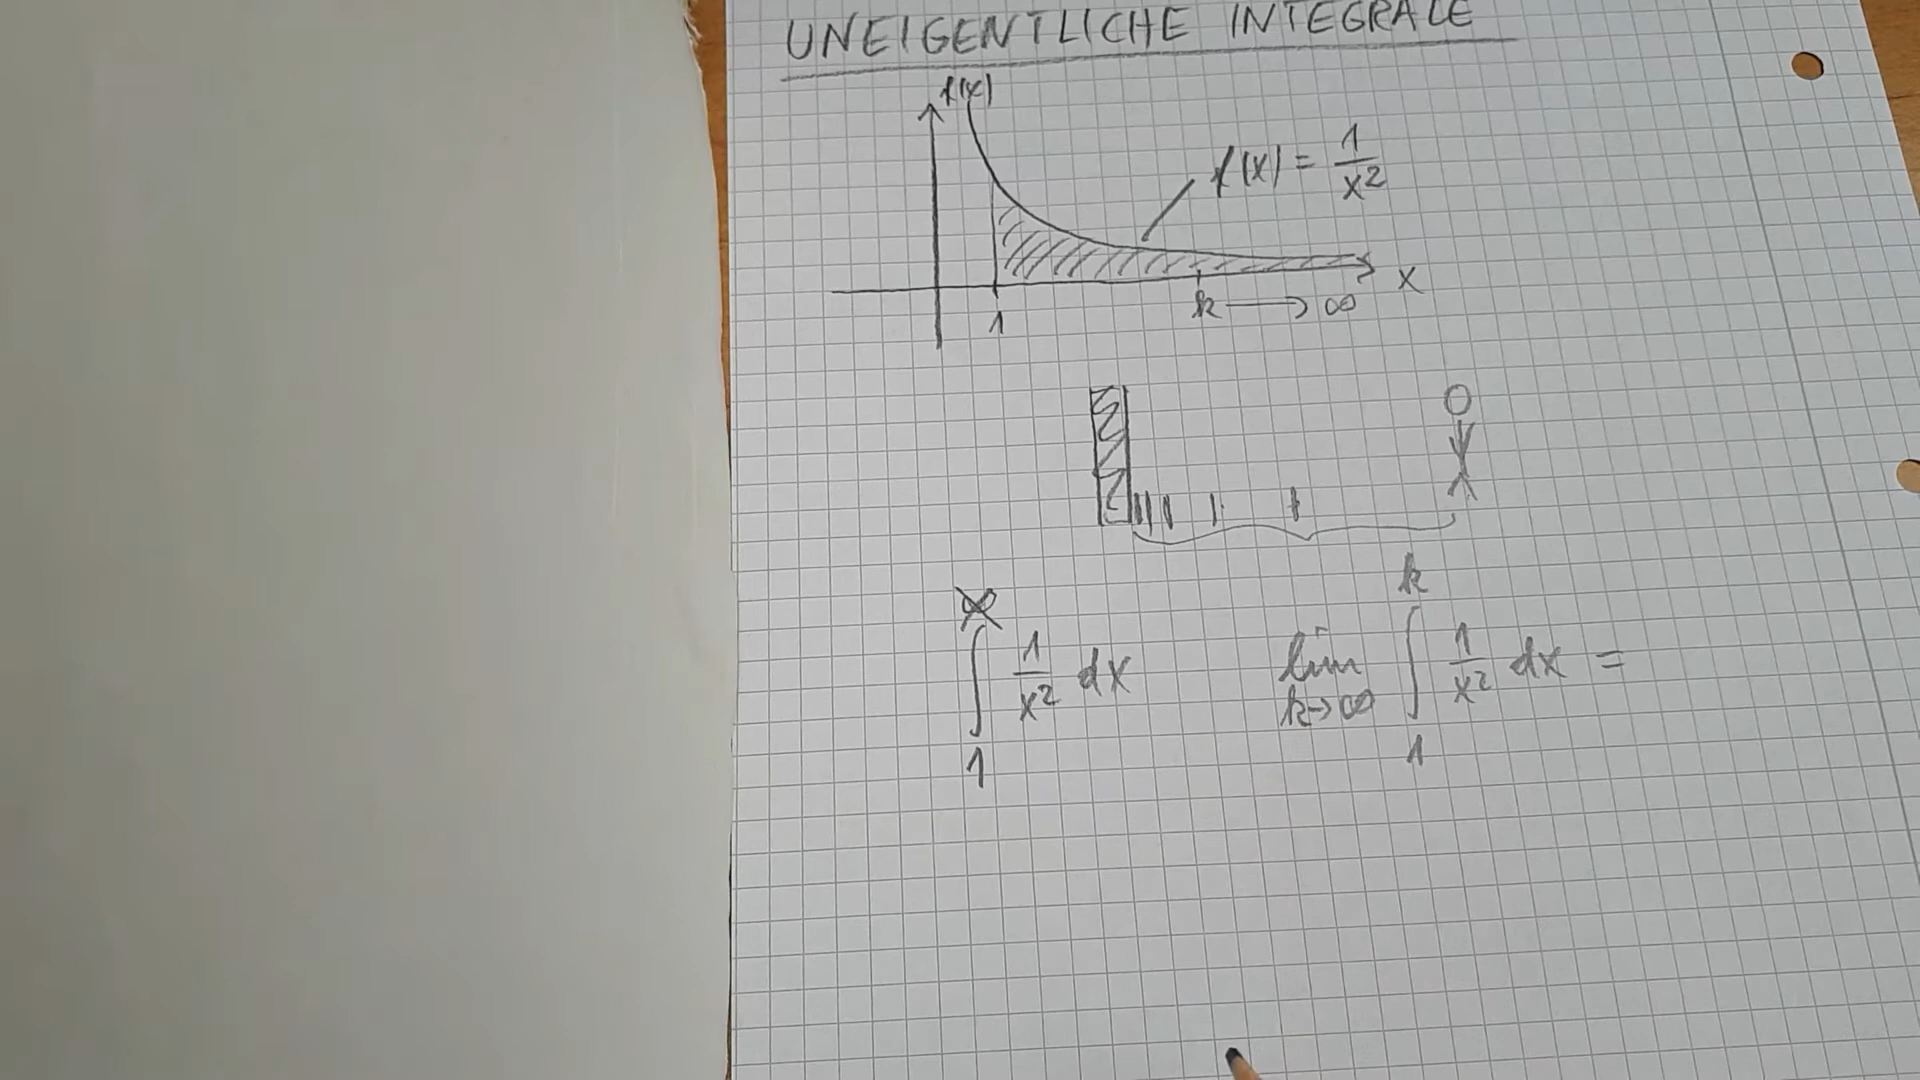 UNEIGENTLICHE INTEGRALE
f(x)
f(x) = 1/x²
x
1
k → ∞
∞
∫ 1/x² dx
1
k
lim ∫ 1/x² dx =
k→∞
1